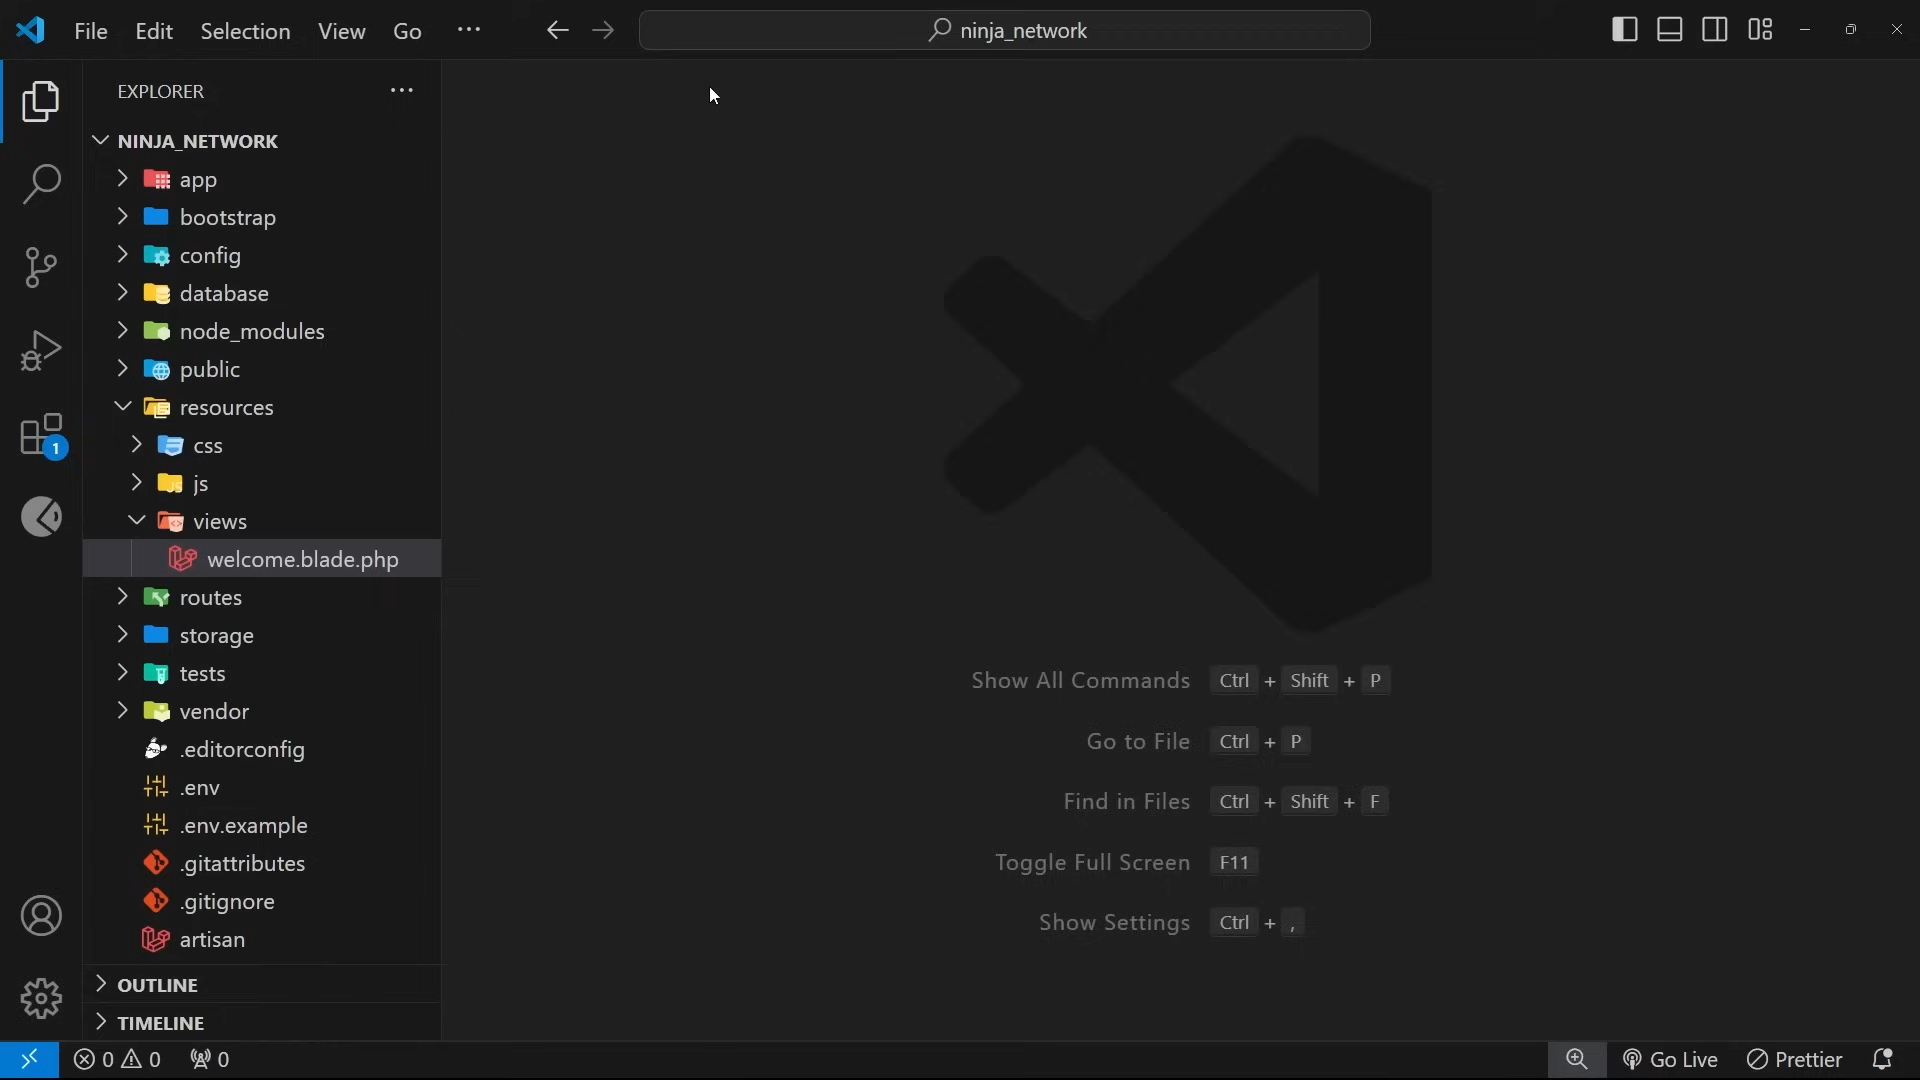 File Edit Selection View Go ··· ninja_network
EXPLORER ···
NINJA_NETWORK
app
bootstrap
config
database
node_modules
public
resources
css
js
views
welcome.blade.php
routes
storage
tests
vendor
.editorconfig
.env
.env.example
.gitattributes
.gitignore
artisan
OUTLINE
TIMELINE
1
Show All Commands Ctrl + Shift + P
Go to File Ctrl + P
Find in Files Ctrl + Shift + F
Toggle Full Screen F11
Show Settings Ctrl + ,
0 0 0 Go Live Prettier